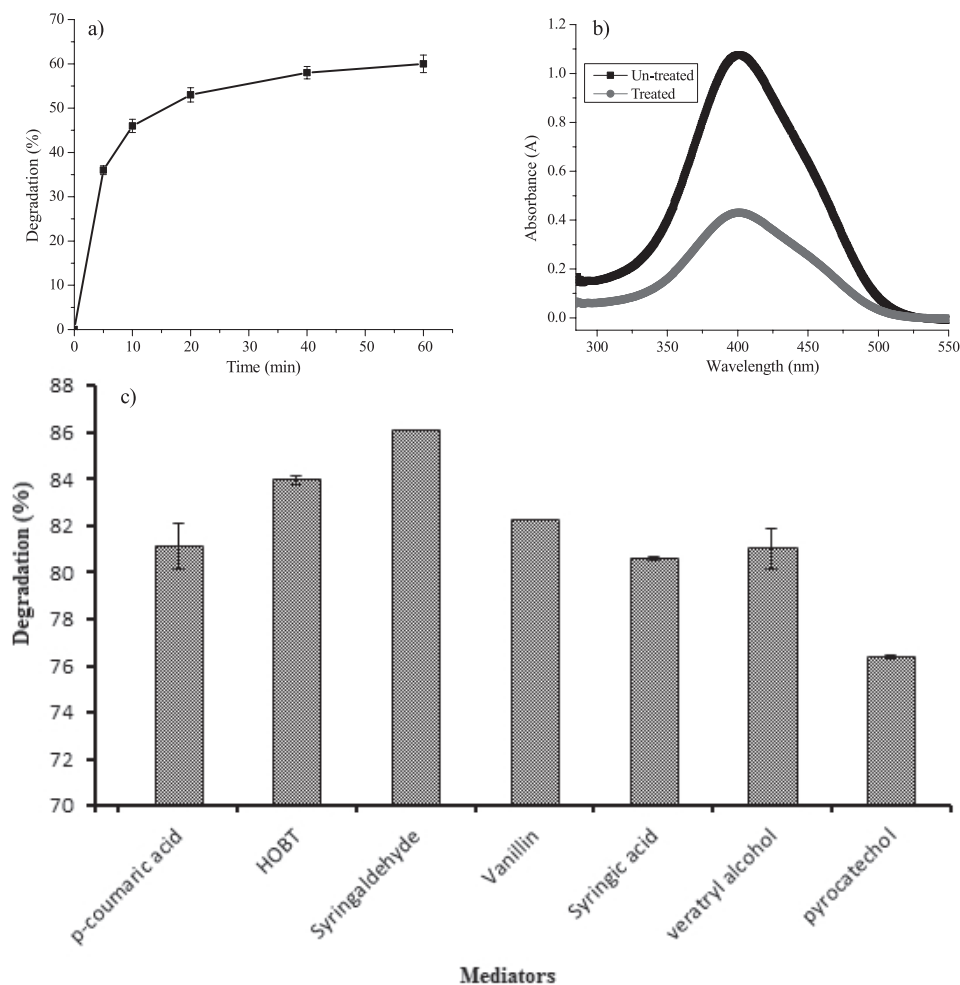 a)
70
60
50
40
30
20
10
0
Degradation (%)
0 10 20 30 40 50 60
Time (min)
b)
1.2
1.0
0.8
0.6
0.4
0.2
0.0
Absorbance (A)
Un-treated
Treated
300 350 400 450 500 550
Wavelength (nm)
c)
88
86
84
82
80
78
76
74
72
70
Degradation (%)
p-coumaric acid
HOBT
Syringaldehyde
Vanillin
Syringic acid
veratryl alcohol
pyrocatechol
Mediators